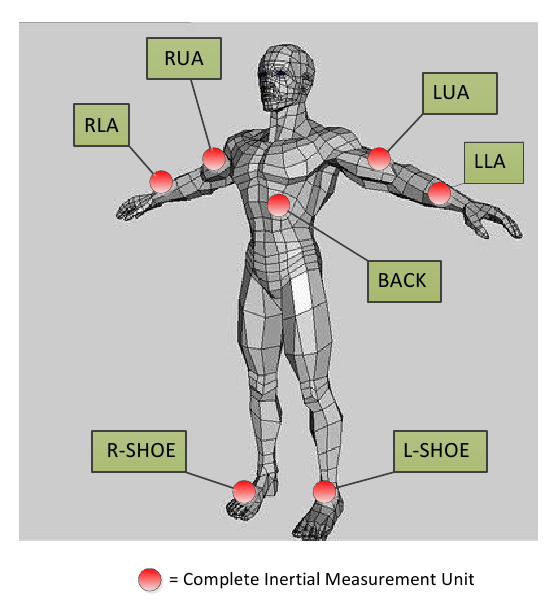 RUA
LUA
RLA
LLA
BACK
R-SHOE
L-SHOE
= Complete Inertial Measurement Unit